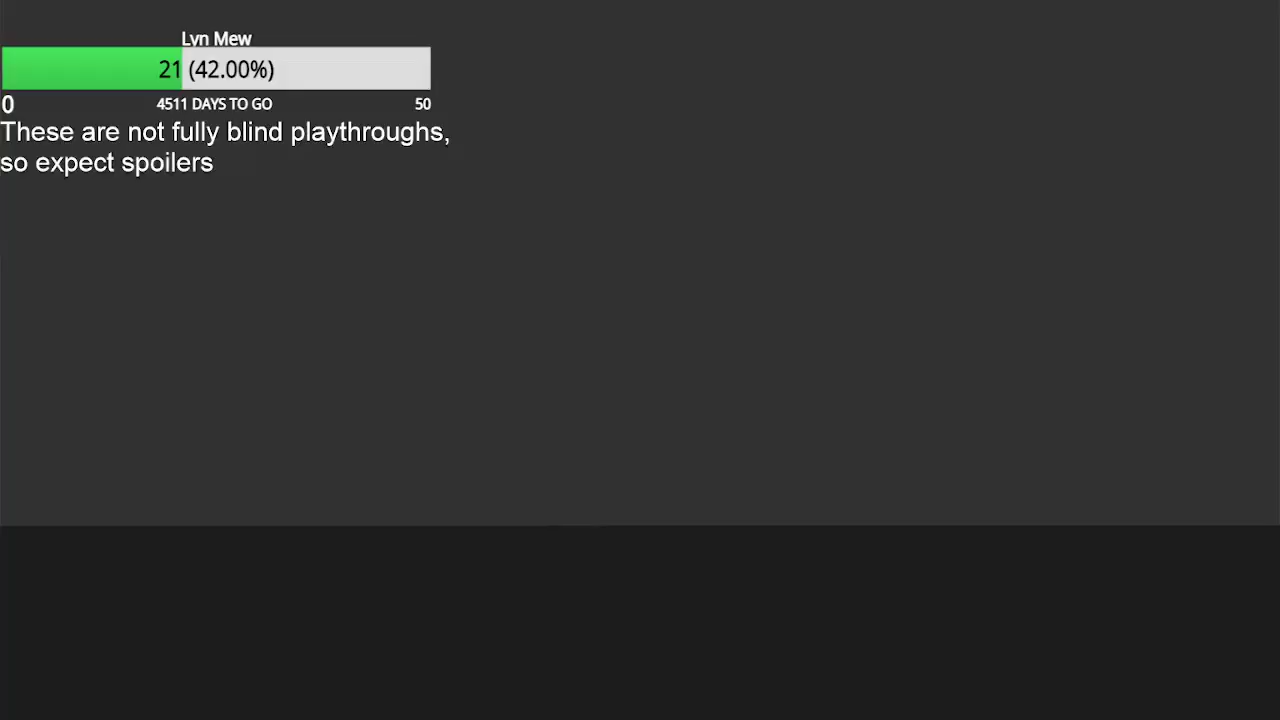 Lyn Mew
21 (42.00%)
0 4511 DAYS TO GO 50
These are not fully blind playthroughs,
so expect spoilers